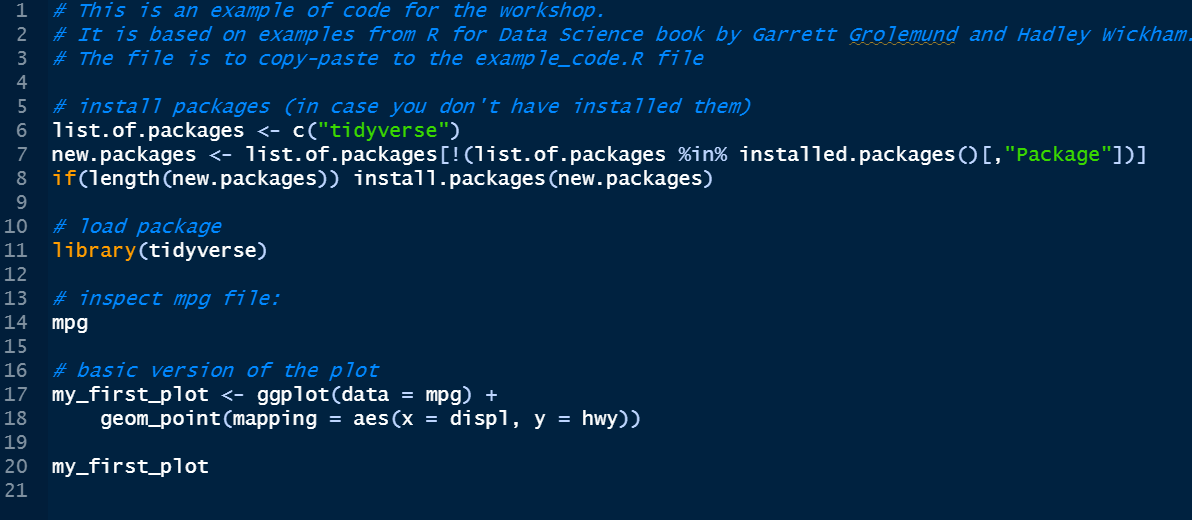 1 # This is an example of code for the workshop.
2 # It is based on examples from R for Data Science book by Garrett Grolemund and Hadley Wickham.
3 # The file is to copy-paste to the example_code.R file
4
5 # install packages (in case you don't have installed them)
6 list.of.packages <- c("tidyverse")
7 new.packages <- list.of.packages[!(list.of.packages %in% installed.packages()[,"Package"])]
8 if(length(new.packages)) install.packages(new.packages)
9
10 # load package
11 library(tidyverse)
12
13 # inspect mpg file:
14 mpg
15
16 # basic version of the plot
17 my_first_plot <- ggplot(data = mpg) +
18     geom_point(mapping = aes(x = displ, y = hwy))
19
20 my_first_plot
21